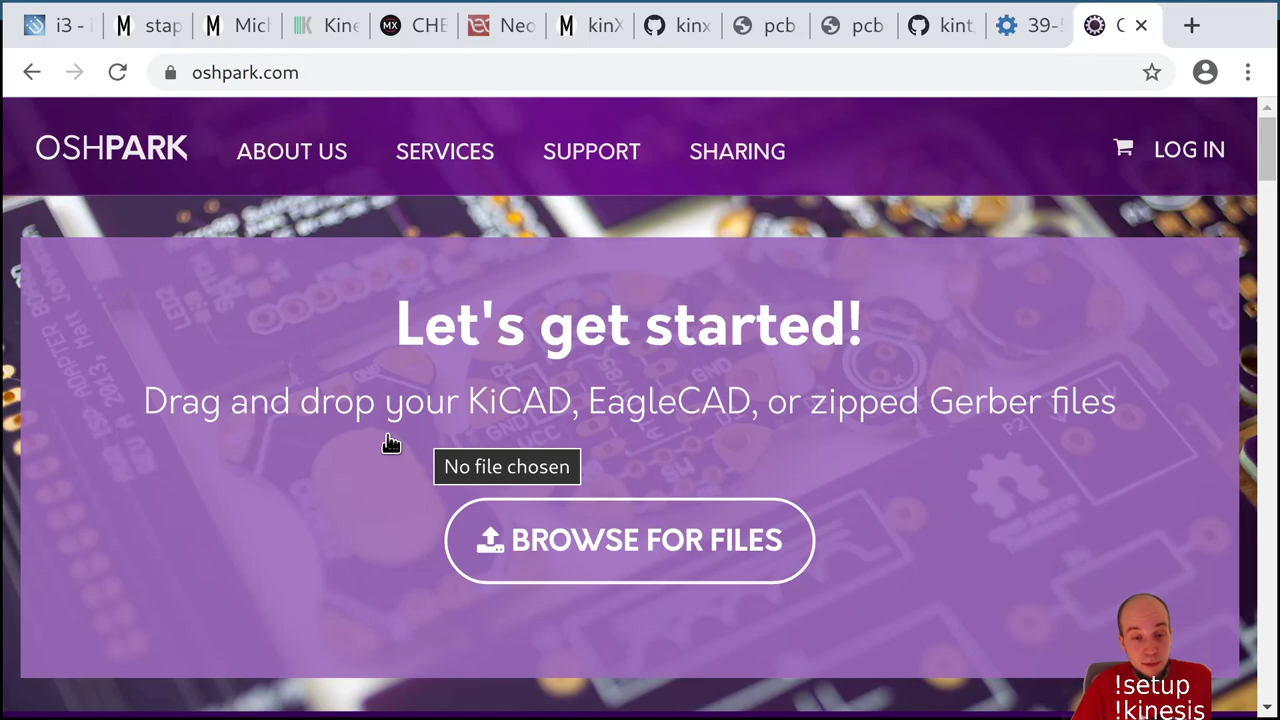 i3 - i
stap
Mich
Kine
CHE
Neo
kinX
kinx
pcb-
pcb-
kint
39-
oshpark.com
OSHPARK
ABOUT US
SERVICES
SUPPORT
SHARING
LOG IN
Let's get started!
Drag and drop your KiCAD, EagleCAD, or zipped Gerber files
No file chosen
BROWSE FOR FILES
!setup
!kinesis